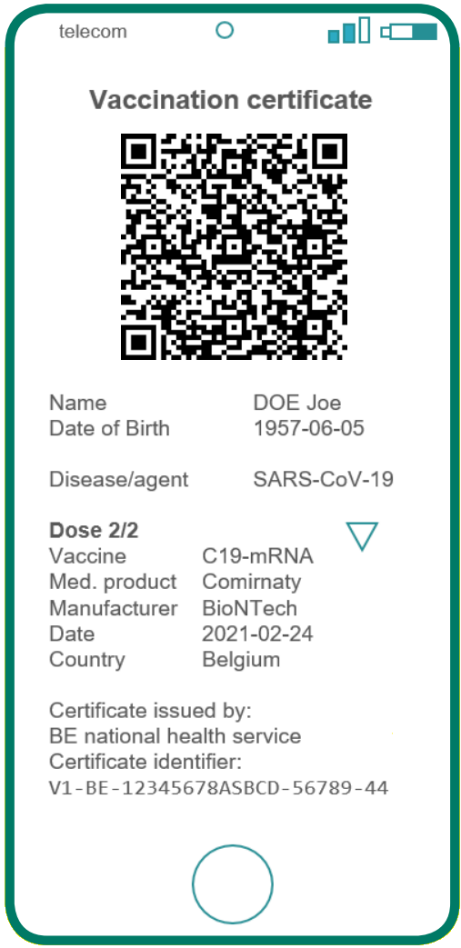 telecom
Vaccination certificate
Name DOE Joe
Date of Birth 1957-06-05
Disease/agent SARS-CoV-19
Dose 2/2
Vaccine C19-mRNA
Med. product Comirnaty
Manufacturer BioNTech
Date 2021-02-24
Country Belgium
Certificate issued by:
BE national health service
Certificate identifier:
V1-BE-12345678ASBCD-56789-44